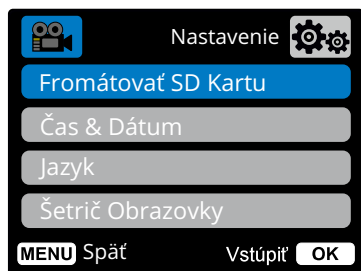 Nastavenie
Fromátovať SD Kartu
Čas & Dátum
Jazyk
Šetrič Obrazovky
MENU Späť Vstúpiť OK